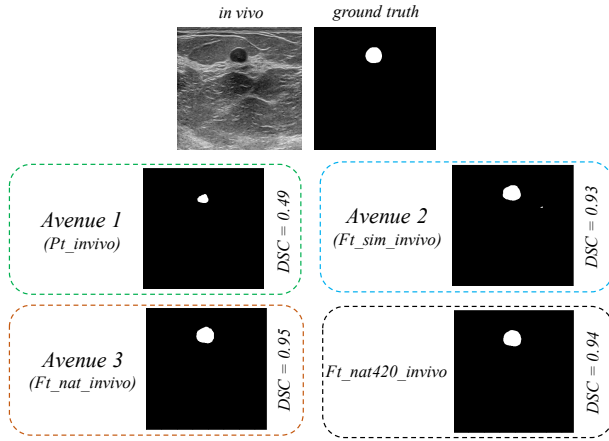 in vivo
ground truth
Avenue 1
(Pt_invivo)
DSC = 0.49
Avenue 2
(Ft_sim_invivo)
DSC = 0.93
Avenue 3
(Ft_nat_invivo)
DSC = 0.95
Ft_nat420_invivo
DSC = 0.94